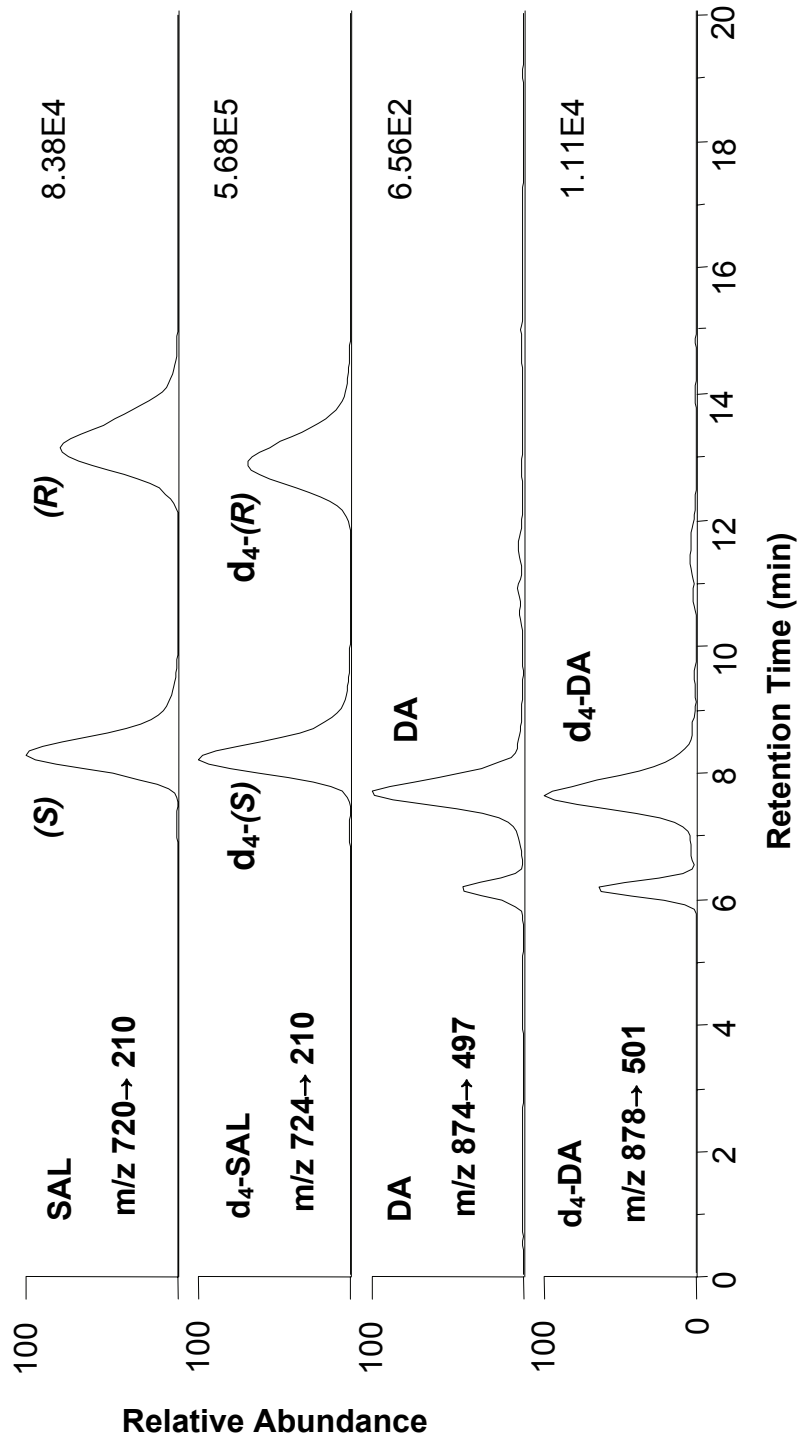 Relative Abundance
100
SAL
m/z 720→ 210
(S)
(R)
8.38E4
100
d4-SAL
m/z 724→ 210
d4-(S)
d4-(R)
5.68E5
100
DA
m/z 874→ 497
DA
6.56E2
100
d4-DA
m/z 878→ 501
d4-DA
1.11E4
0
0 2 4 6 8 10 12 14 16 18 20
Retention Time (min)